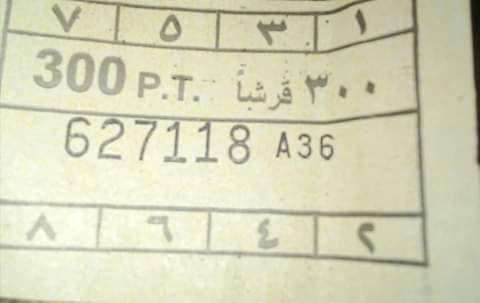 ٧ ٥ ٣ ١
300 P.T. ٣٠٠ قرشاً
627118 A36
٨ ٦ ٤ ٢